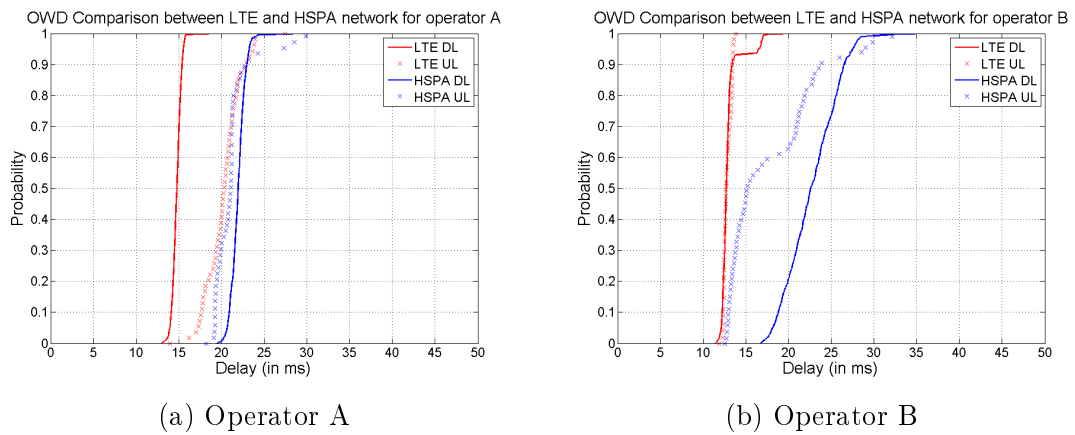 OWD Comparison between LTE and HSPA network for operator A
1
0.9
0.8
0.7
0.6
0.5
0.4
0.3
0.2
0.1
0
Probability
LTE DL
LTE UL
HSPA DL
HSPA UL
0 5 10 15 20 25 30 35 40 45 50
Delay (in ms)
(a) Operator A
OWD Comparison between LTE and HSPA network for operator B
1
0.9
0.8
0.7
0.6
0.5
0.4
0.3
0.2
0.1
0
Probability
LTE DL
LTE UL
HSPA DL
HSPA UL
0 5 10 15 20 25 30 35 40 45 50
Delay (in ms)
(b) Operator B